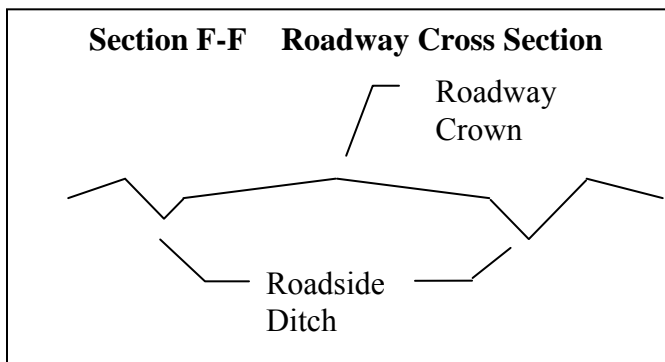 Section F-F    Roadway Cross Section
Roadway
Crown
Roadside
Ditch